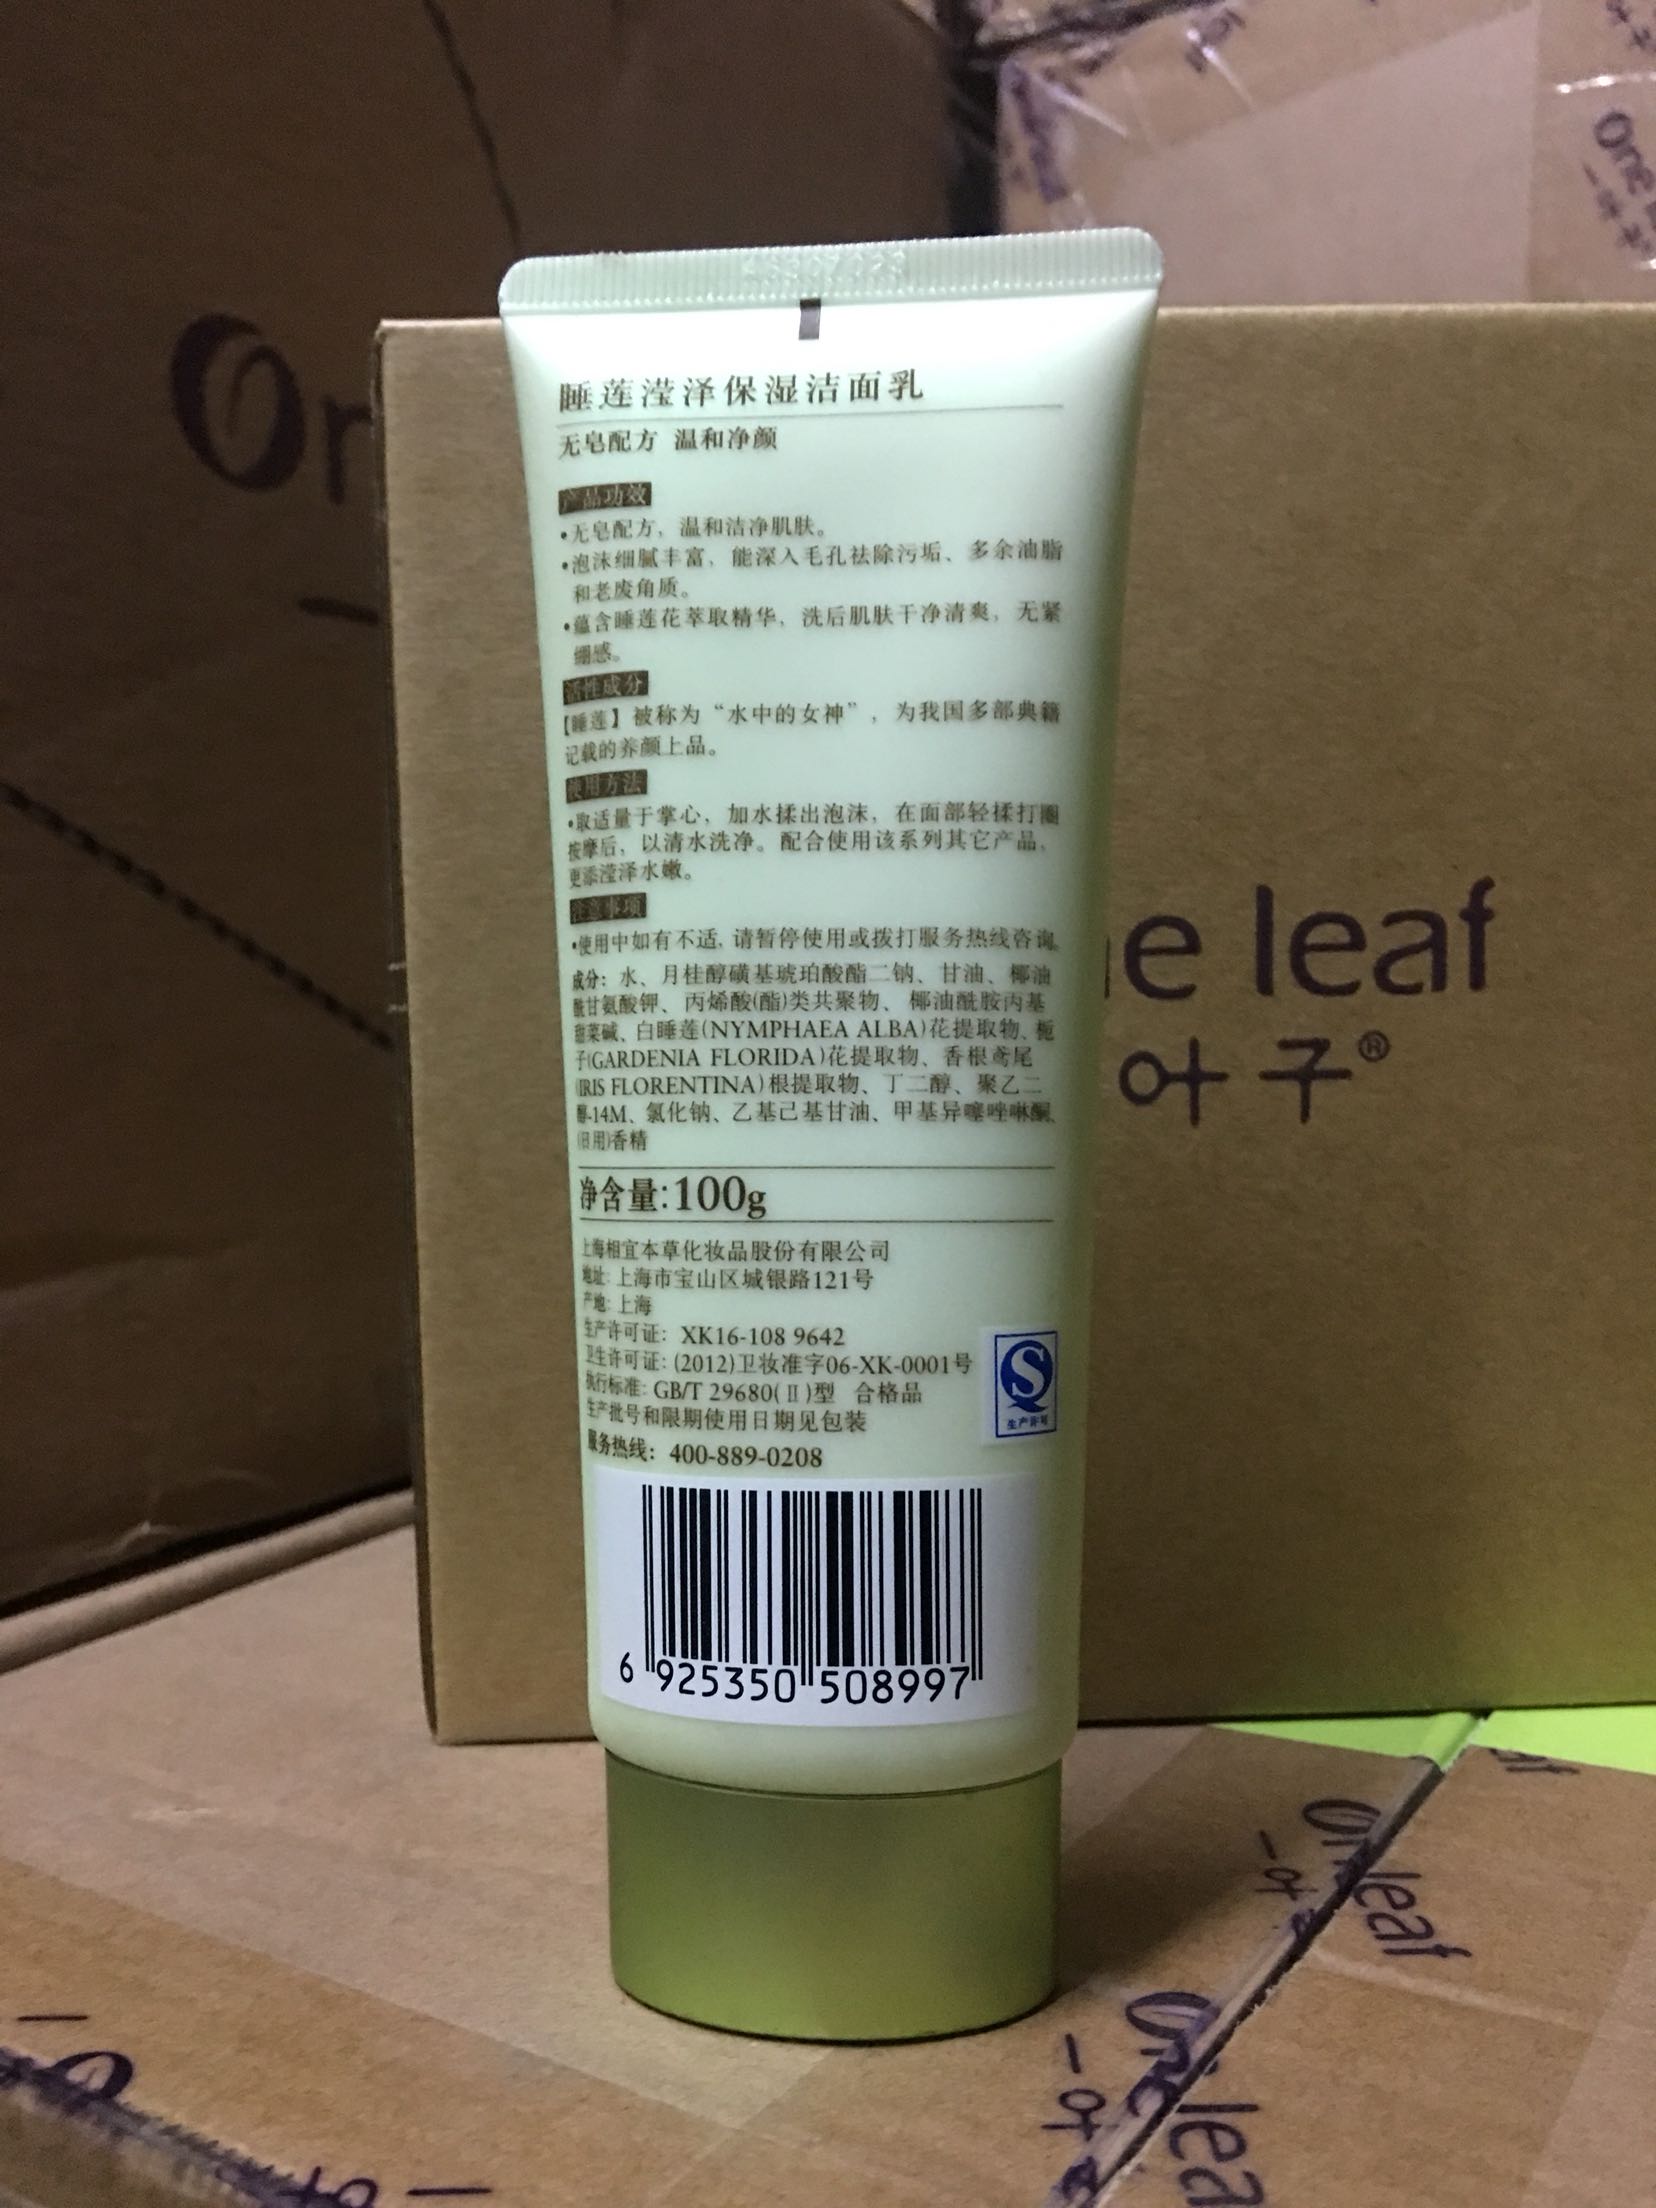 睡莲滢泽保湿洁面乳
无皂配方 温和净颜
产品功效
•无皂配方，温和洁净肌肤。
•泡沫细腻丰富，能深入毛孔祛除污垢、多余油脂
和老废角质。
•蕴含睡莲花萃取精华，洗后肌肤干净清爽，无紧
绷感。
活性成分
【睡莲】被称为“水中的女神”，为我国多部典籍
记载的养颜上品。
使用方法
•取适量于掌心，加水揉出泡沫，在面部轻揉打圈
按摩后，以清水洗净。配合使用该系列其它产品，
更添滢泽水嫩。
注意事项
•使用中如有不适，请暂停使用或拨打服务热线咨询。
成分：水、月桂醇磺基琥珀酸酯二钠、甘油、椰油
酰甘氨酸钾、丙烯酸(酯)类共聚物、椰油酰胺丙基
甜菜碱、白睡莲(NYMPHAEA ALBA)花提取物、栀
子(GARDENIA FLORIDA)花提取物、香根鸢尾
(IRIS FLORENTINA)根提取物、丁二醇、聚乙二
醇-14M、氯化钠、乙基己基甘油、甲基异噻唑啉酮、
(日用)香精
净含量：100g
上海相宜本草化妆品股份有限公司
地址：上海市宝山区城银路121号
产地：上海
生产许可证：XK16-108 9642
卫生许可证：(2012)卫妆准字06-XK-0001号
执行标准：GB/T 29680(Ⅱ)型 合格品
生产批号和限期使用日期见包装
服务热线：400-889-0208
S
生产许可
6 925350 508997
e leaf
叶子®
One leaf
One lea